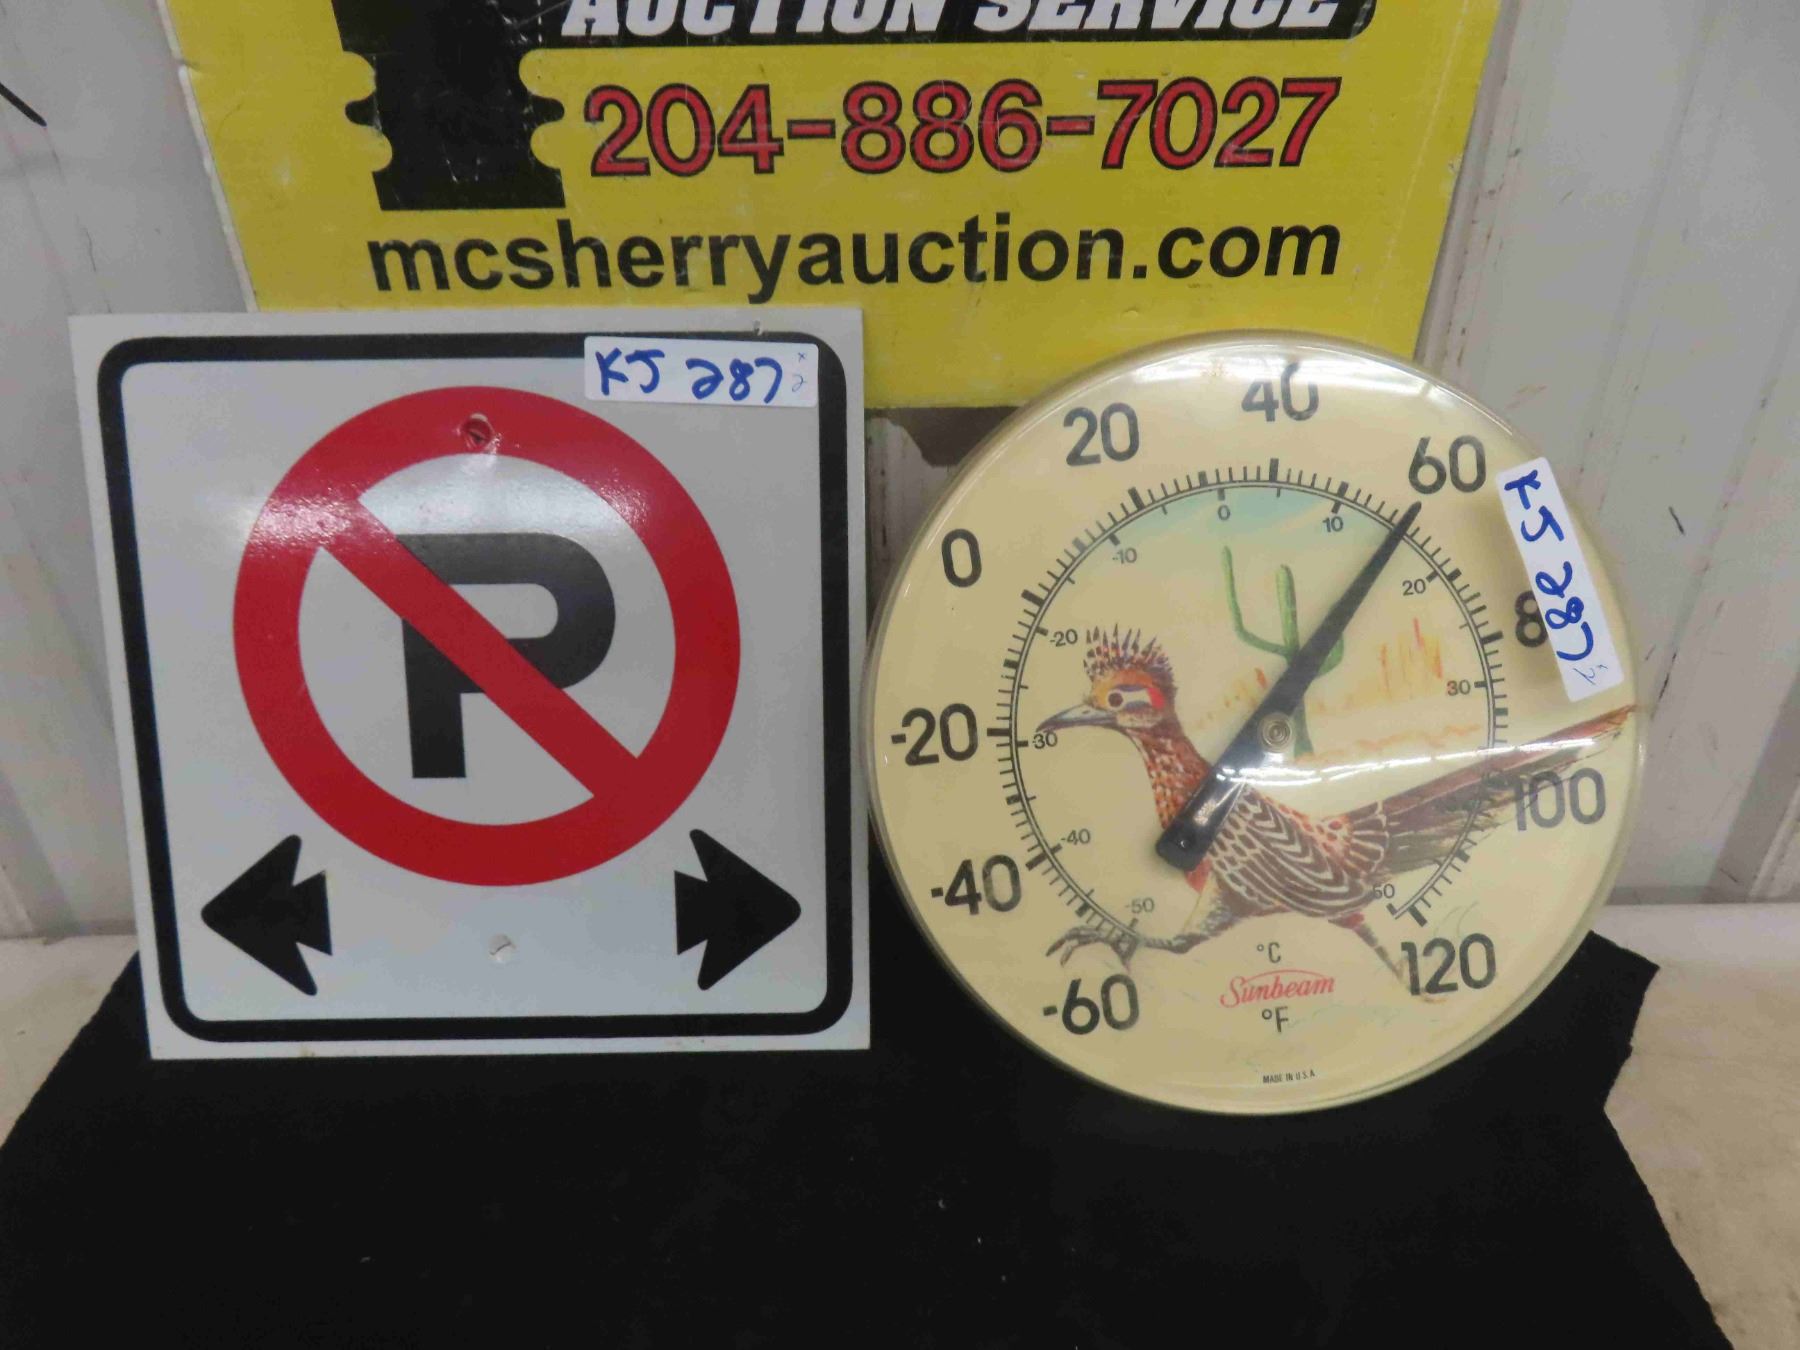 AUCTION SERVICE
204-886-7027
mcsherryauction.com
KJ 287 x2
P
40
20
60
0
80
-20
100
-40
120
-60
0
10
-10
20
-20
30
-30
-40
50
-50
°C
Sunbeam
°F
MADE IN U.S.A
KJ 287 x2